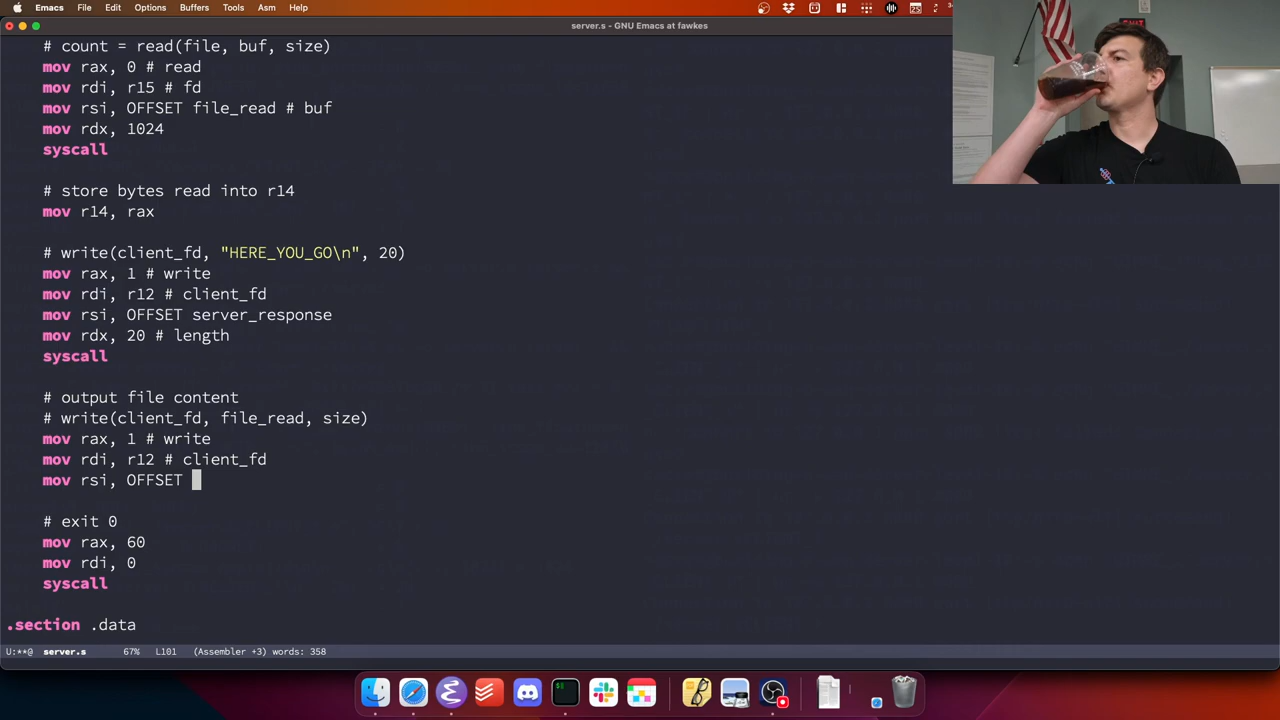 Emacs File Edit Options Buffers Tools Asm Help
server.s - GNU Emacs at fawkes
# count = read(file, buf, size)
mov rax, 0 # read
mov rdi, r15 # fd
mov rsi, OFFSET file_read # buf
mov rdx, 1024
syscall
# store bytes read into r14
mov r14, rax
# write(client_fd, "HERE_YOU_GO\n", 20)
mov rax, 1 # write
mov rdi, r12 # client_fd
mov rsi, OFFSET server_response
mov rdx, 20 # length
syscall
# output file content
# write(client_fd, file_read, size)
mov rax, 1 # write
mov rdi, r12 # client_fd
mov rsi, OFFSET
# exit 0
mov rax, 60
mov rdi, 0
syscall
.section .data
U:**@ server.s 67% L101 (Assembler +3) words: 358
EXIT